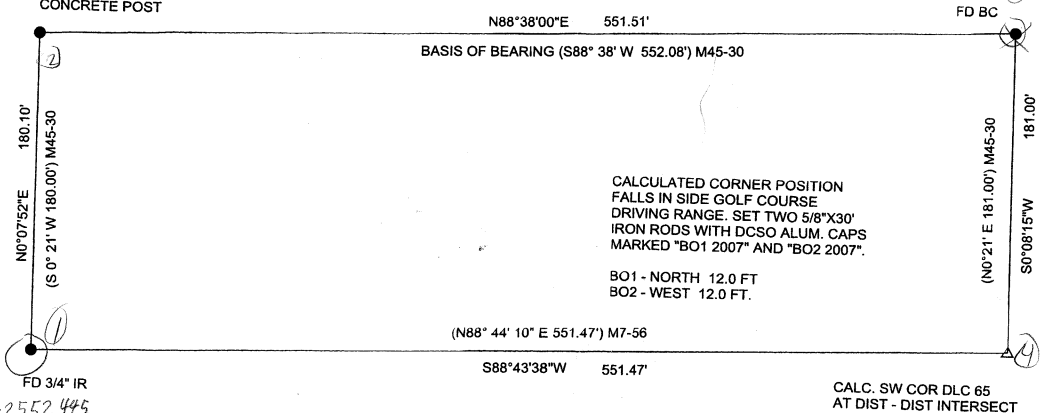 CONCRETE POST
FD BC
N88°38'00"E 551.51'
BASIS OF BEARING (S88° 38' W 552.08') M45-30
2
N0°07'52"E 180.10'
(S 0° 21' W 180.00') M45-30
(N0°21' E 181.00') M45-30
S0°08'15"W 181.00'
CALCULATED CORNER POSITION
FALLS IN SIDE GOLF COURSE
DRIVING RANGE. SET TWO 5/8"X30'
IRON RODS WITH DCSO ALUM. CAPS
MARKED "BO1 2007" AND "BO2 2007".
BO1 - NORTH 12.0 FT
BO2 - WEST 12.0 FT.
1
(N88° 44' 10" E 551.47') M7-56
S88°43'38"W 551.47'
4
FD 3/4" IR
2552.445
CALC. SW COR DLC 65
AT DIST - DIST INTERSECT